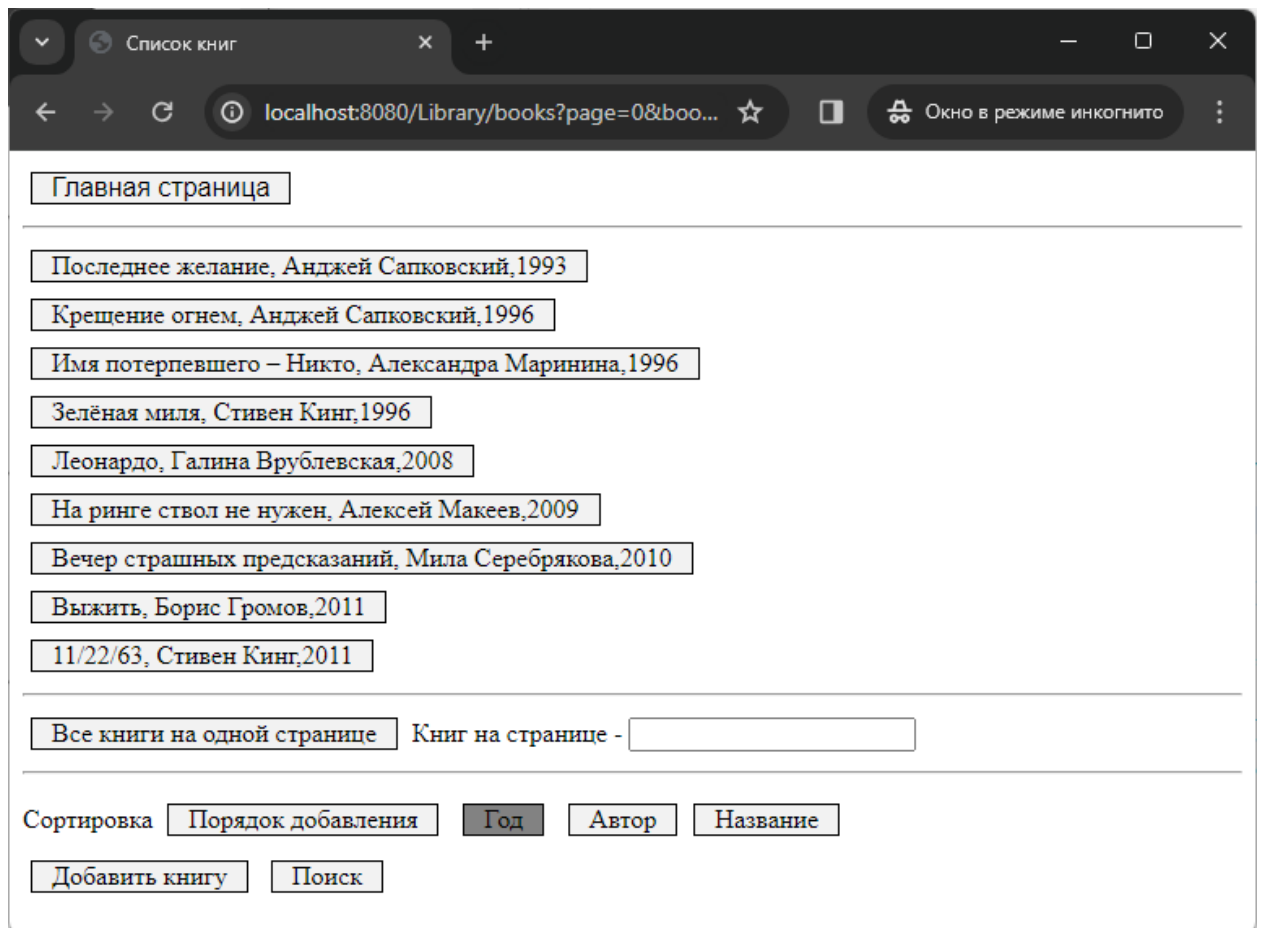 Список книг
localhost:8080/Library/books?page=0&boo... Окно в режиме инкогнито
Главная страница
Последнее желание, Анджей Сапковский,1993
Крещение огнем, Анджей Сапковский,1996
Имя потерпевшего – Никто, Александра Маринина,1996
Зелёная миля, Стивен Кинг,1996
Леонардо, Галина Врублевская,2008
На ринге ствол не нужен, Алексей Макеев,2009
Вечер страшных предсказаний, Мила Серебрякова,2010
Выжить, Борис Громов,2011
11/22/63, Стивен Кинг,2011
Все книги на одной странице Книг на странице -
Сортировка Порядок добавления Год Автор Название
Добавить книгу Поиск